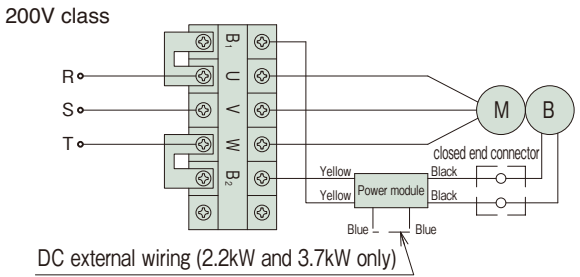 200V class
B1
R
U
S
V
M
B
T
W
closed end connector
B2
Yellow
Black
Yellow
Power module
Black
Blue
Blue
DC external wiring (2.2kW and 3.7kW only)